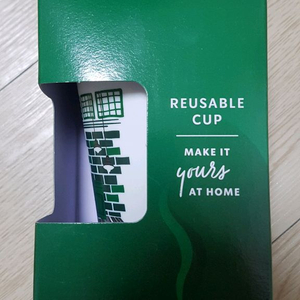 REUSABLE
CUP
MAKE IT
yours
AT HOME